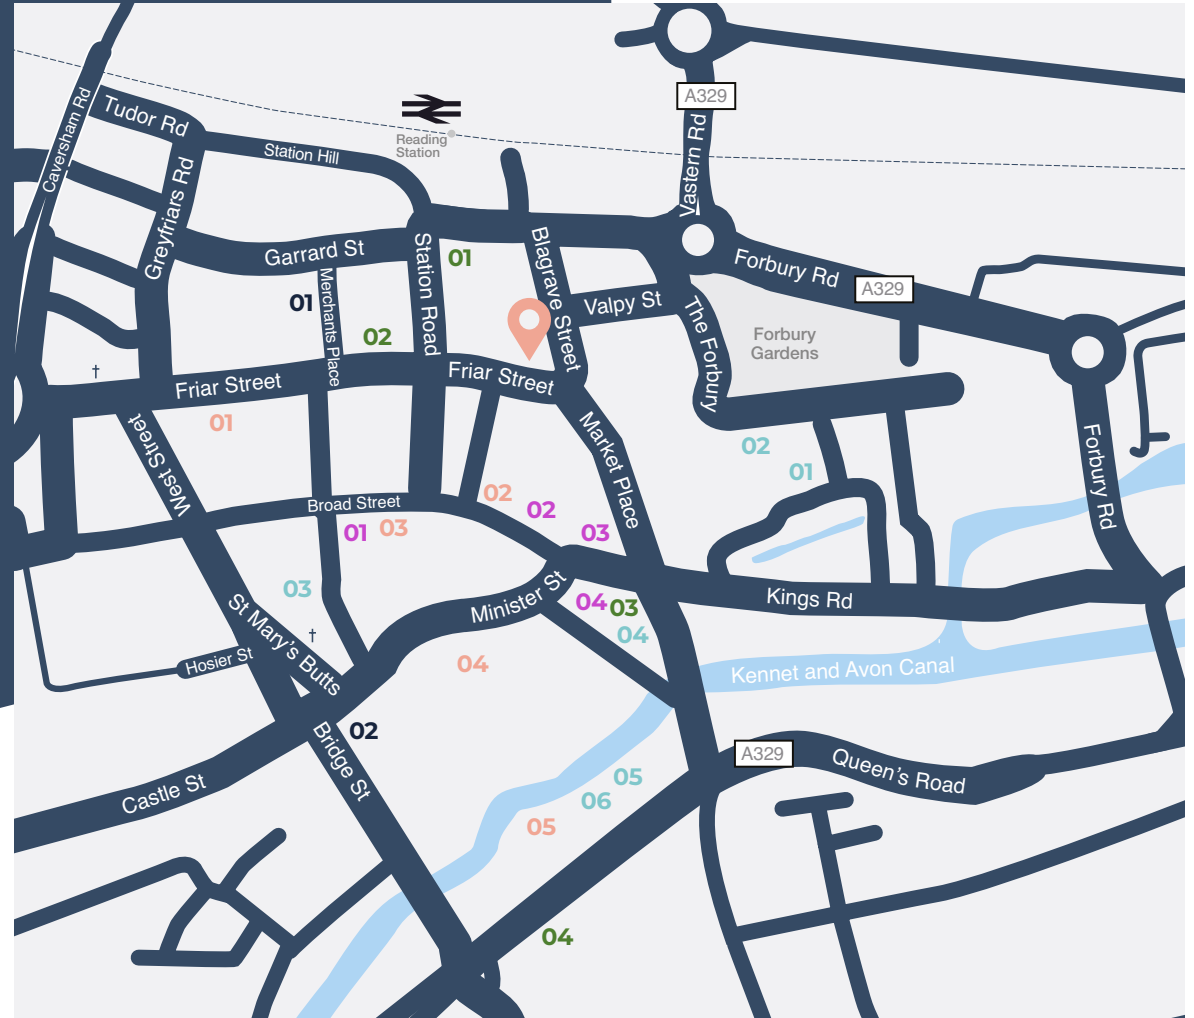 A329
Caversham Rd
Tudor Rd
Station Hill
Reading
Station
Vastern Rd
Greyfriars Rd
Garrard St
Station Road
01
Blagrave Street
Forbury Rd
A329
Merchants Place
01
Valpy St
The Forbury
Forbury
Gardens
02
†
Friar Street
Friar Street
01
West Street
Market Place
02
01
Forbury Rd
Broad Street
02
02
01
03
03
03
Minister St
04
03
04
Kings Rd
St Mary's Butts
†
Hosier St
04
Kennet and Avon Canal
02
Bridge St
Castle St
A329
Queen's Road
05
06
05
04